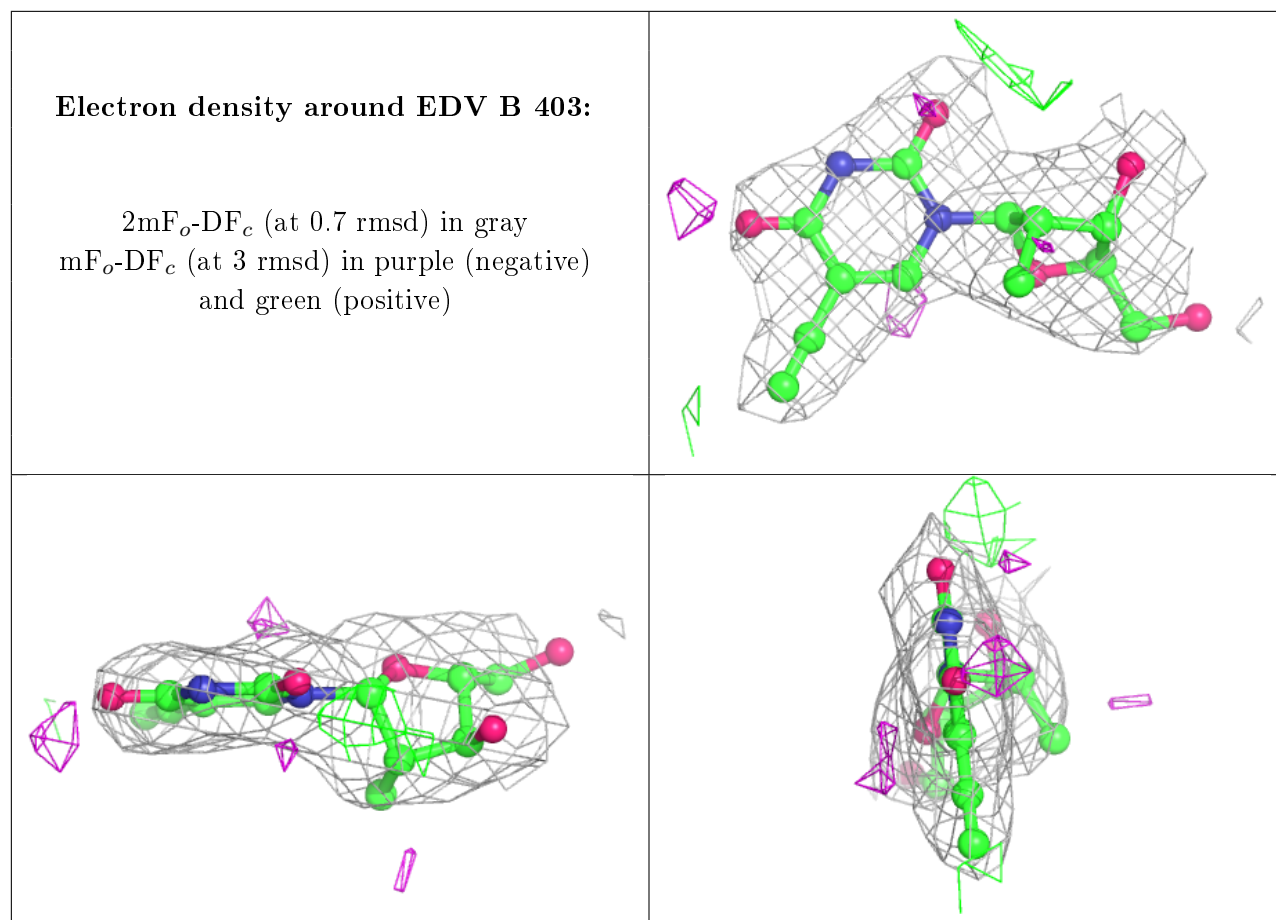 Electron density around EDV B 403:
2mFo-DFc (at 0.7 rmsd) in gray
mFo-DFc (at 3 rmsd) in purple (negative)
and green (positive)